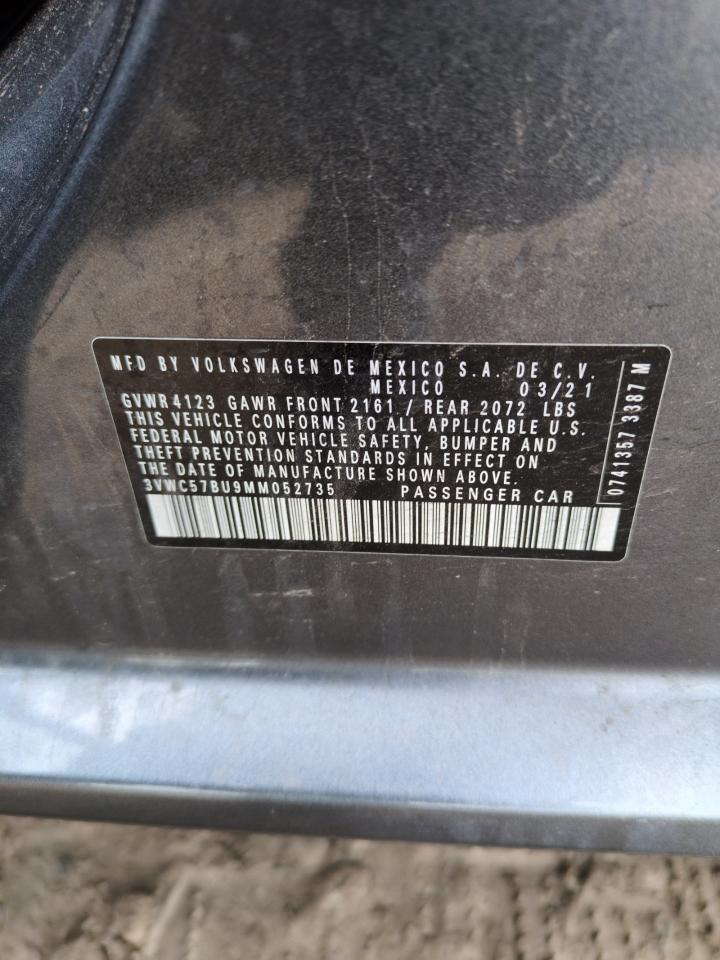 MFD BY VOLKSWAGEN DE MEXICO S.A. DE C.V.
MEXICO 03/21
GVWR 4123 GAWR FRONT 2161 / REAR 2072 LBS
THIS VEHICLE CONFORMS TO ALL APPLICABLE U.S.
FEDERAL MOTOR VEHICLE SAFETY, BUMPER AND
THEFT PREVENTION STANDARDS IN EFFECT ON
THE DATE OF MANUFACTURE SHOWN ABOVE.
3VWC57BU9MM052735 PASSENGER CAR
0741357 3387 M